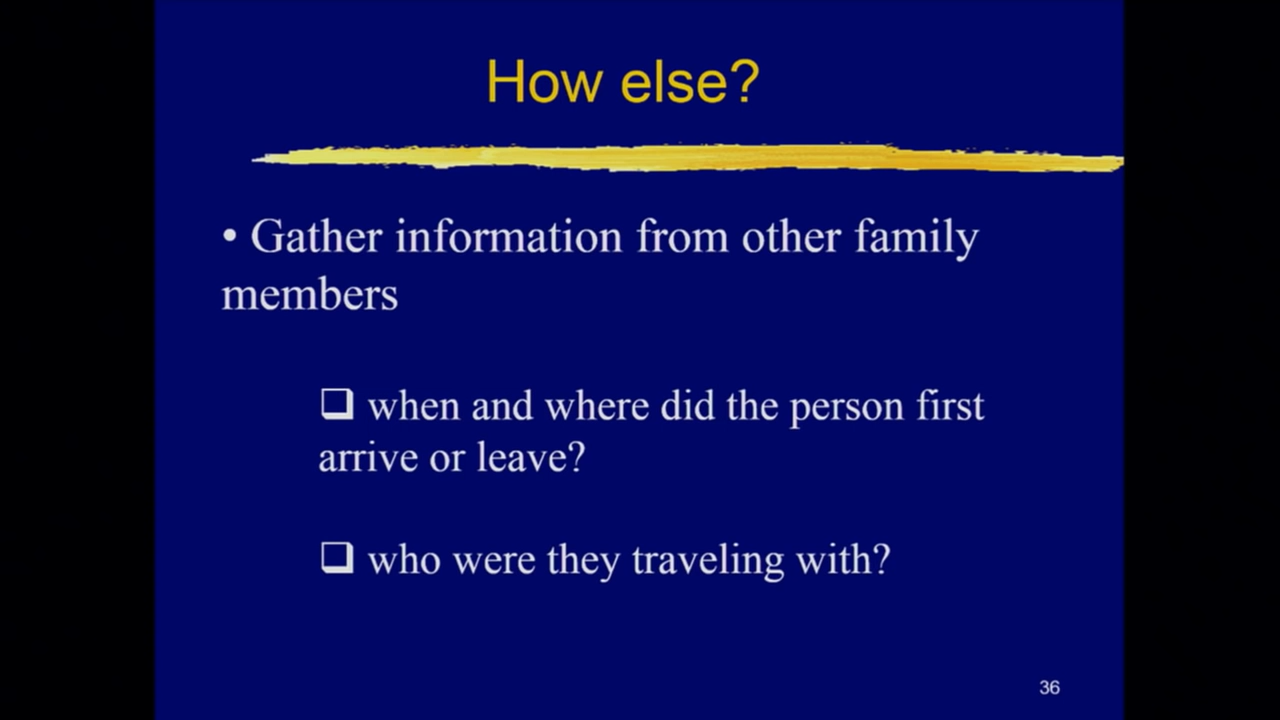 How else?
• Gather information from other family
members
❑ when and where did the person first
arrive or leave?
❑ who were they traveling with?
36